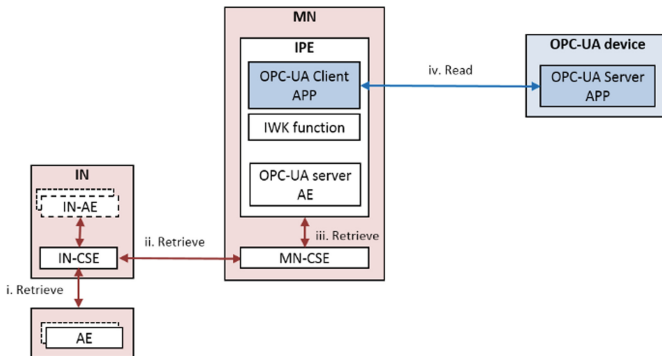 MN
IPE
OPC-UA Client
APP
IWK function
OPC-UA server
AE
iv. Read
OPC-UA device
OPC-UA Server
APP
IN
IN-AE
IN-CSE
ii. Retrieve
iii. Retrieve
MN-CSE
i. Retrieve
AE